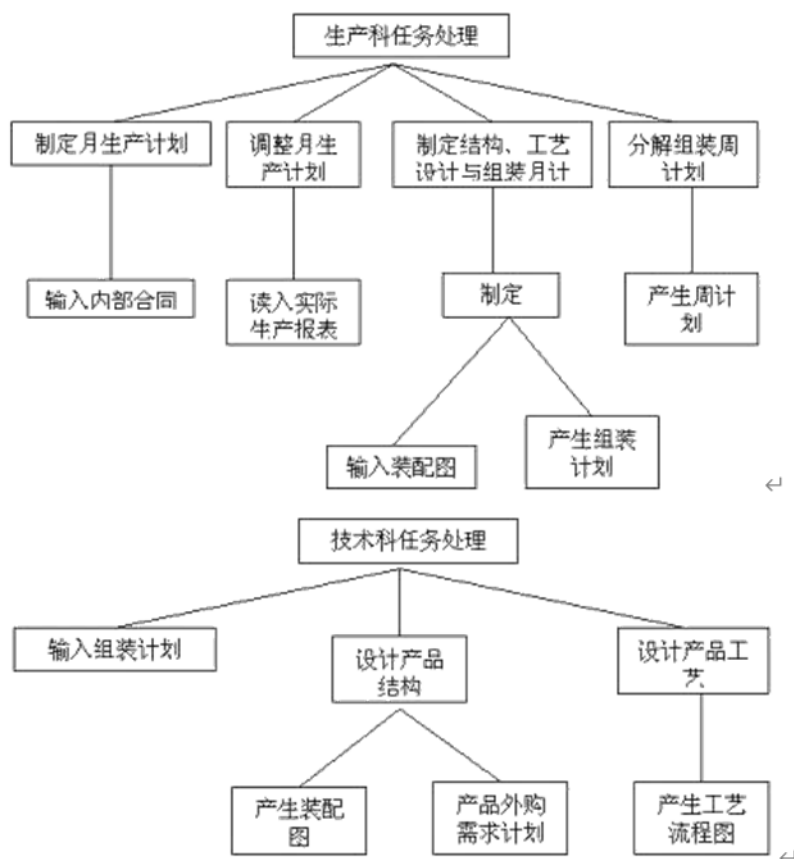 生产科任务处理
制定月生产计划
调整月生
产计划
制定结构、工艺
设计与组装月计
分解组装周
计划
输入内部合同
读入实际
生产报表
制定
产生周计
划
输入装配图
产生组装
计划
技术科任务处理
输入组装计划
设计产品
结构
设计产品工
艺
产生装配
图
产品外购
需求计划
产生工艺
流程图